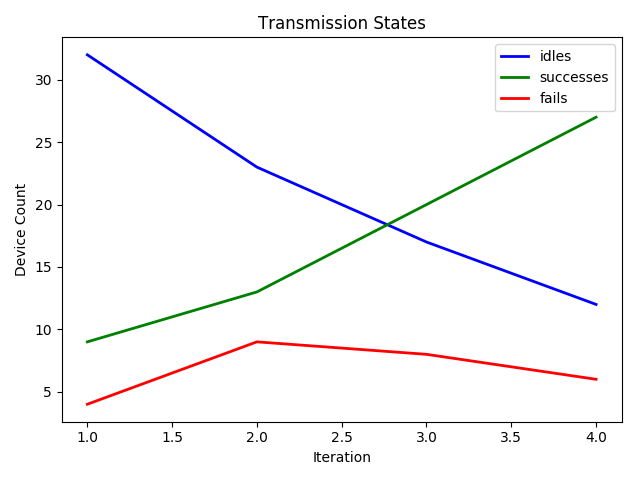 Transmission States
idles
successes
fails
Device Count
30
25
20
15
10
5
1.0 1.5 2.0 2.5 3.0 3.5 4.0
Iteration